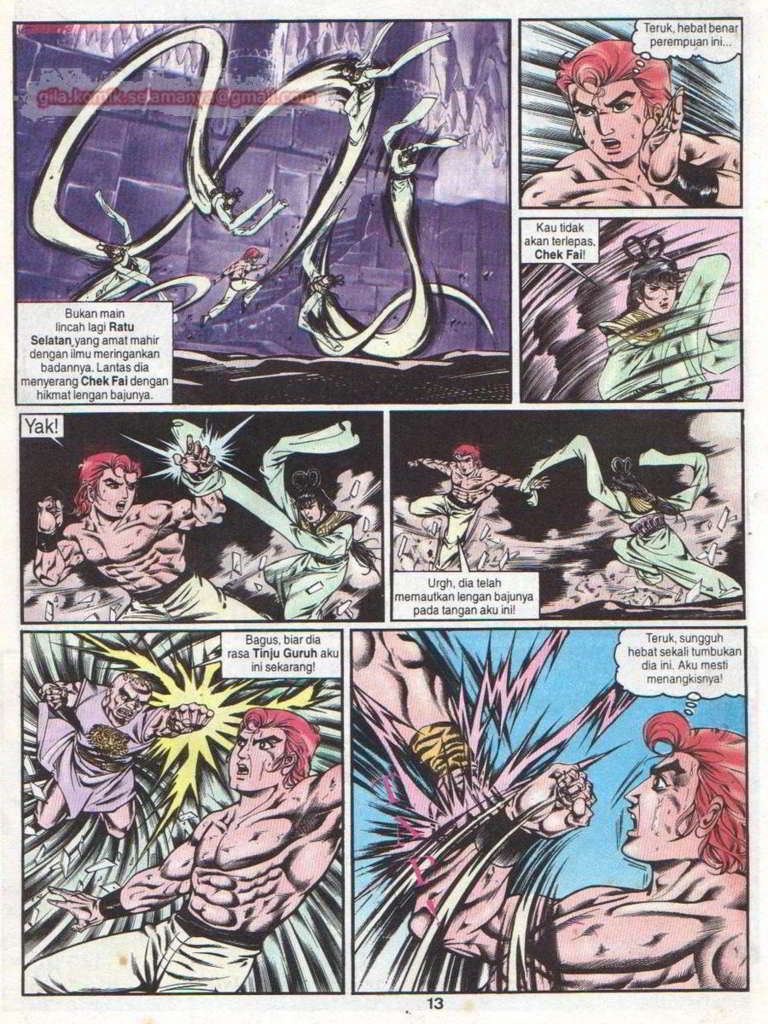 gila.komik.selamanya@gmail.com
Bukan main
lincah lagi Ratu
Selatan yang amat mahir
dengan ilmu meringankan
badannya. Lantas dia
menyerang Chek Fai dengan
hikmat lengan bajunya.
Teruk, hebat benar
perempuan ini...
Kau tidak
akan terlepas,
Chek Fai!
Yak!
Urgh, dia telah
memautkan lengan bajunya
pada tangan aku ini!
Bagus, biar dia
rasa Tinju Guruh aku
ini sekarang!
Teruk, sungguh
hebat sekali tumbukan
dia ini. Aku mesti
menangkisnya!
13